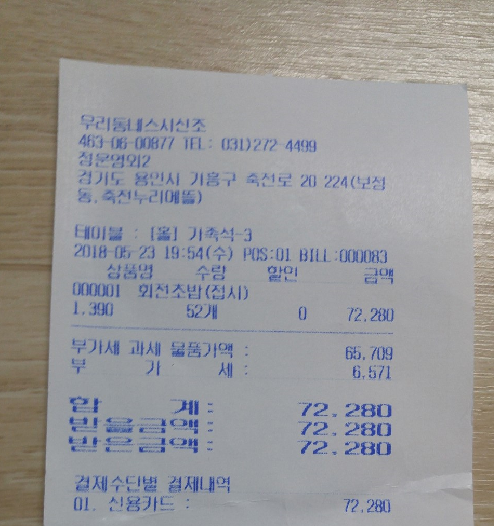 우리동네스시신조
463-06-00877 TEL: 031)272-4499
정문영외2
경기도 용인시 기흥구 죽전로 20 224(보정
동,죽전누리에뜰)
테이블 : [홀] 가족석-3
2018-05-23 19:54(수) POS:01 BILL:000083
상품명 수량 할인 금액
000001 회전초밥(접시)
1,390 52개 0 72,280
부가세 과세 물품가액 : 65,709
부 가 세 : 6,571
합 계 : 72,280
받을금액 : 72,280
받은금액 : 72,280
결제수단별 결제내역
01. 신용카드 : 72,280